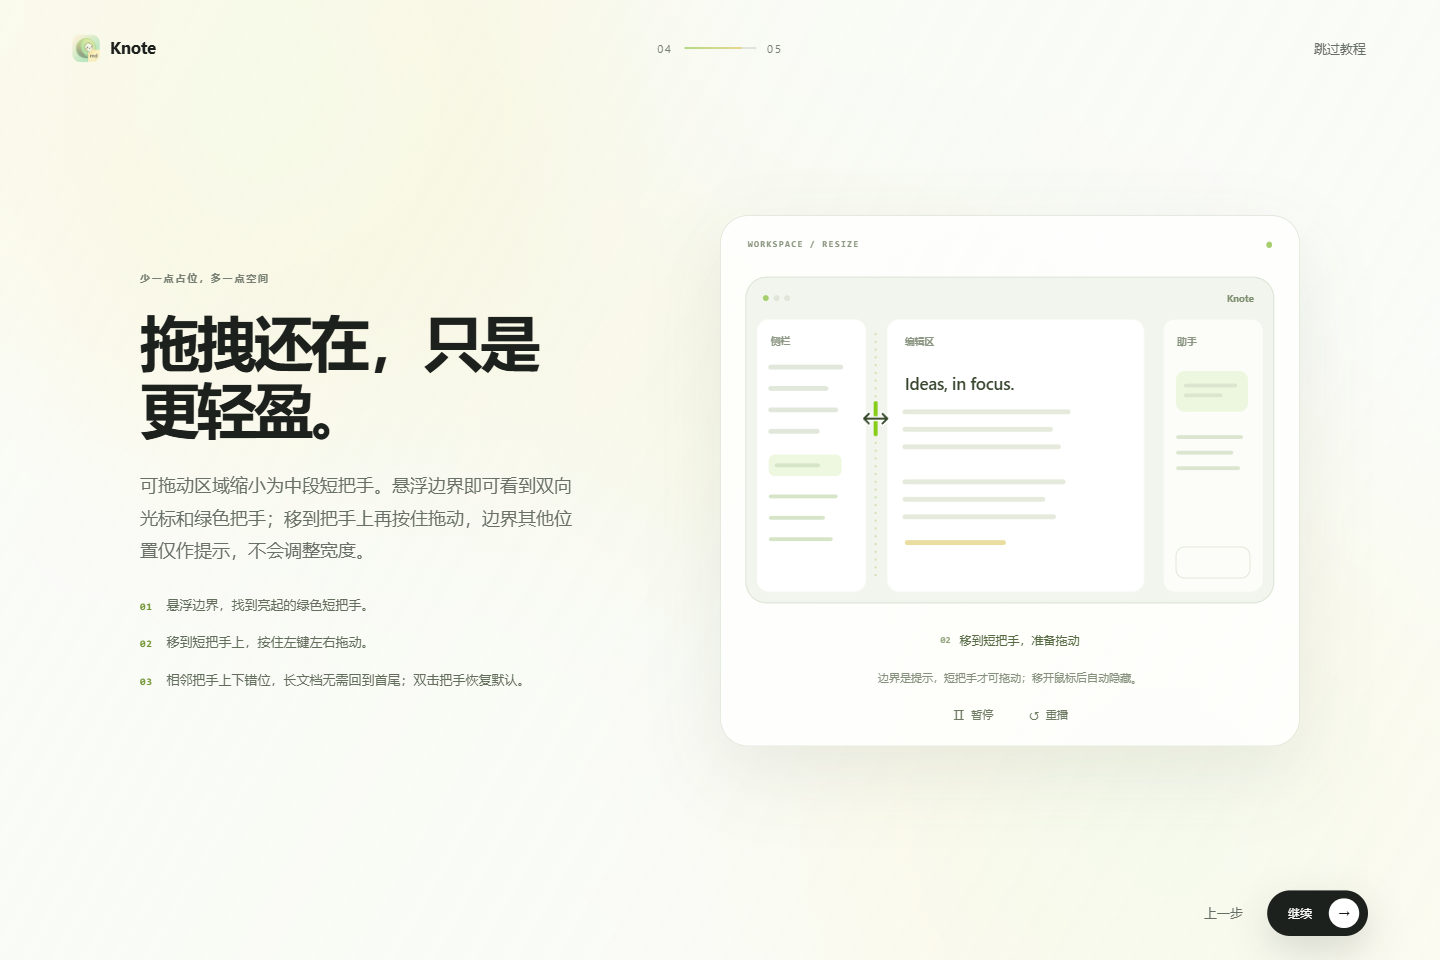 Knote
04 05
跳过教程
少一点占位，多一点空间
拖拽还在，只是
更轻盈。
可拖动区域缩小为中段短把手。悬浮边界即可看到双向
光标和绿色把手；移到把手上再按住拖动，边界其他位
置仅作提示，不会调整宽度。
01 悬浮边界，找到亮起的绿色短把手。
02 移到短把手上，按住左键左右拖动。
03 相邻把手上下错位，长文档无需回到首尾；双击把手恢复默认。
WORKSPACE / RESIZE
Knote
侧栏
编辑区
助手
Ideas, in focus.
02 移到短把手，准备拖动
边界是提示，短把手才可拖动；移开鼠标后自动隐藏。
暂停
重播
上一步
继续 →